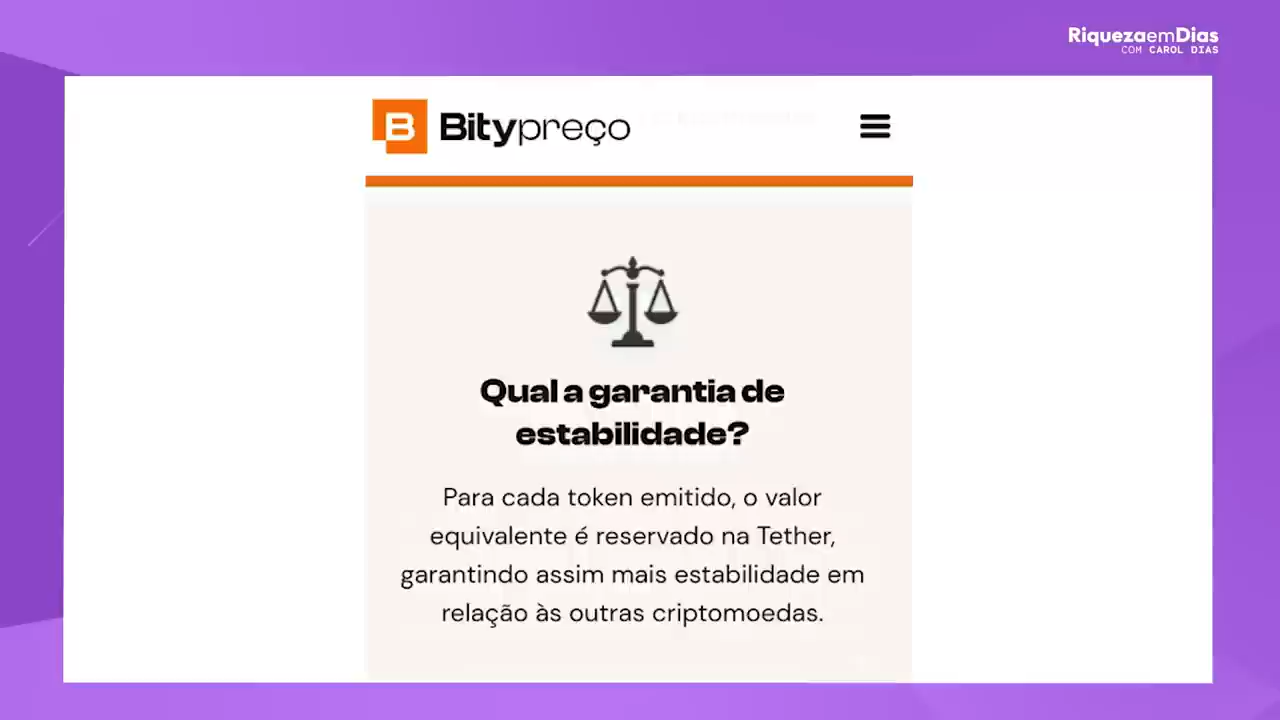 RiquezaemDias
COM CAROL DIAS
B Bitypreço
Qual a garantia de
estabilidade?
Para cada token emitido, o valor
equivalente é reservado na Tether,
garantindo assim mais estabilidade em
relação às outras criptomoedas.